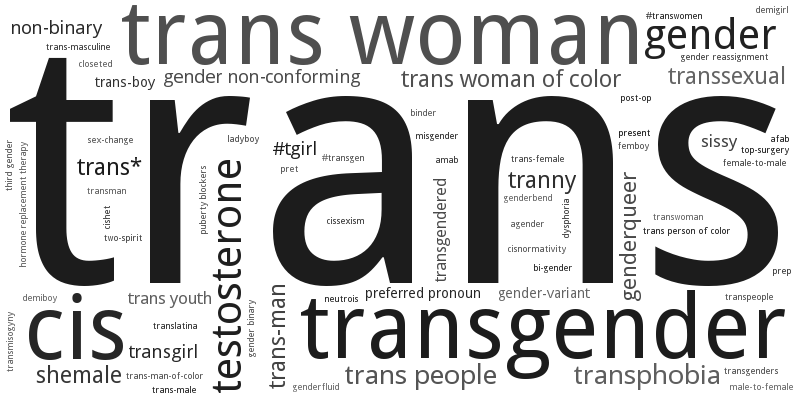 demigirl
trans woman
#transwomen
non-binary
gender
trans-masculine
gender reassignment
closeted
trans-boy
gender non-conforming
trans woman of color
transsexual
trans
post-op
binder
present
misgender
sex-change
ladyboy
#tgirl
sissy
afab
femboy
top-surgery
third gender
hormone replacement therapy
trans*
#transgen
amab
trans-female
female-to-male
puberty blockers
testosterone
pret
tranny
transman
transgendered
genderbend
dysphoria
genderqueer
cishet
cissexism
agender
transwoman
two-spirit
trans person of color
cisnormativity
bi-gender
prep
demiboy
trans youth
neutrois
preferred pronoun
gender-variant
transpeople
cis
transmisogyny
translatina
gender binary
trans-man
transgender
transgirl
shemale
trans-man-of-color
trans people
transphobia
transgenders
trans-male
genderfluid
male-to-female